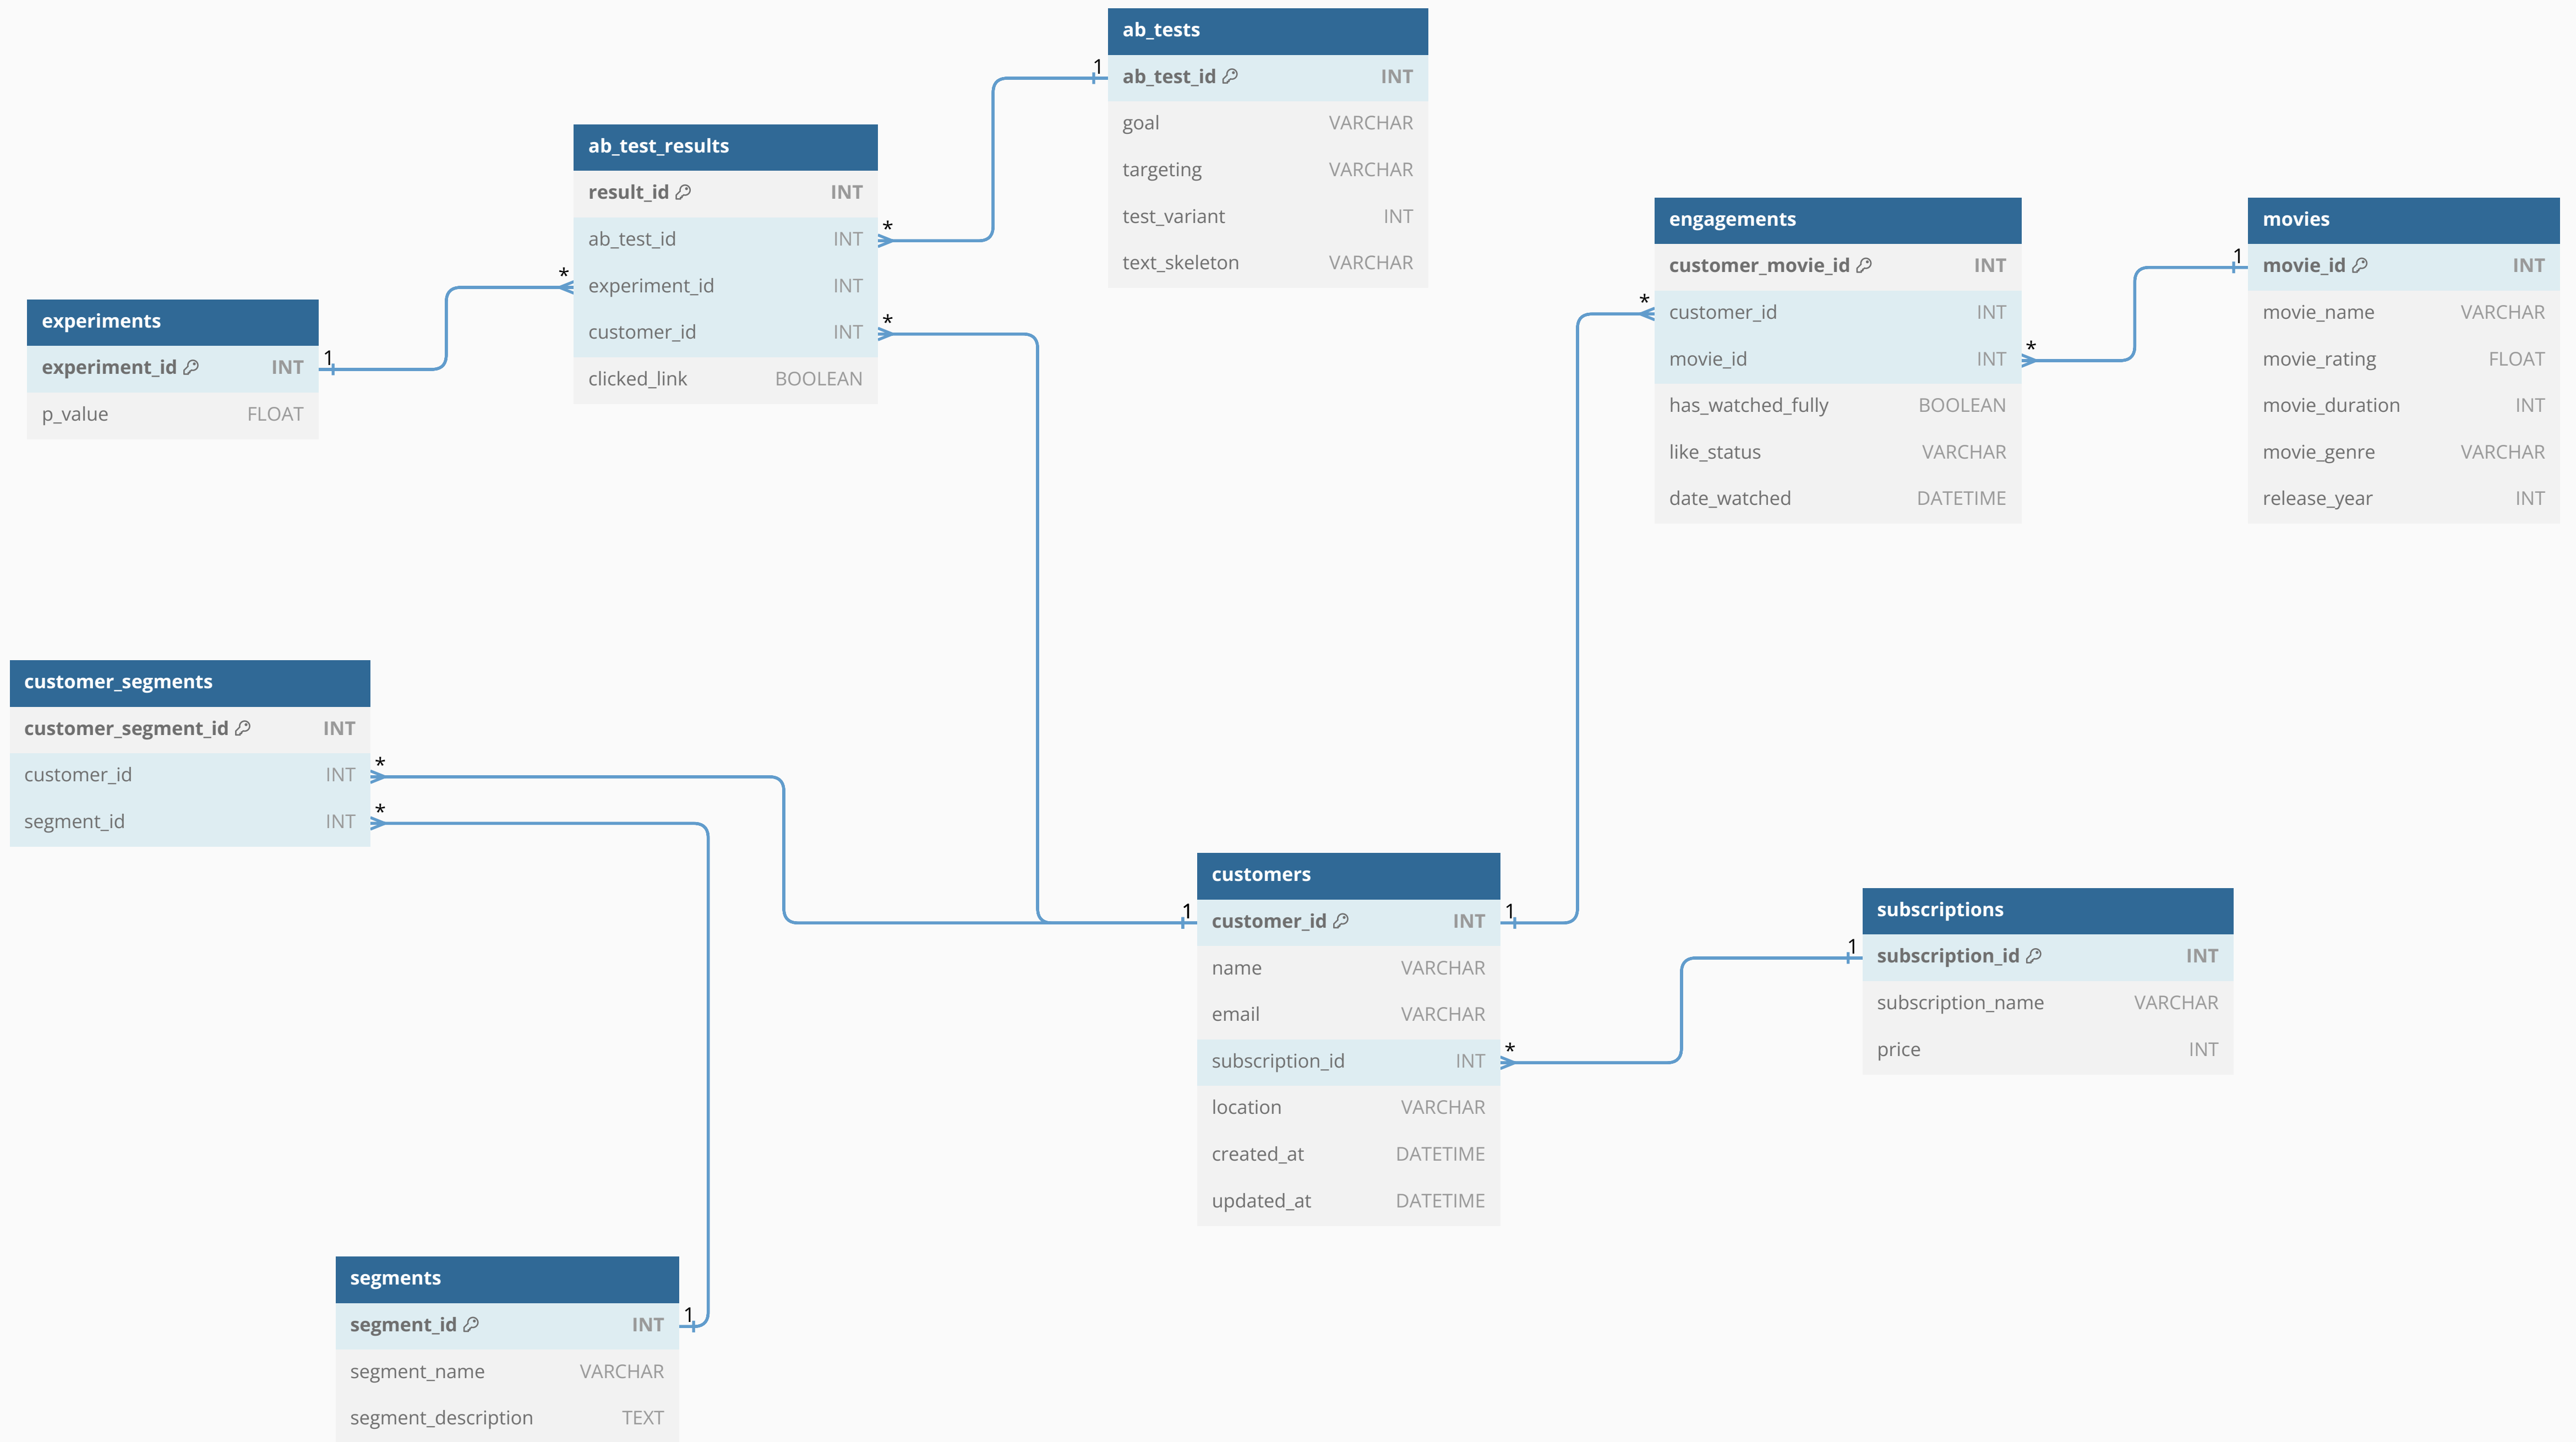 ab_tests
ab_test_id INT
goal VARCHAR
targeting VARCHAR
test_variant INT
text_skeleton VARCHAR
1
ab_test_results
result_id INT
ab_test_id INT
experiment_id INT
customer_id INT
clicked_link BOOLEAN
*
*
*
experiments
experiment_id INT
p_value FLOAT
1
engagements
customer_movie_id INT
customer_id INT
movie_id INT
has_watched_fully BOOLEAN
like_status VARCHAR
date_watched DATETIME
*
*
movies
movie_id INT
movie_name VARCHAR
movie_rating FLOAT
movie_duration INT
movie_genre VARCHAR
release_year INT
1
customer_segments
customer_segment_id INT
customer_id INT
segment_id INT
*
*
customers
customer_id INT
name VARCHAR
email VARCHAR
subscription_id INT
location VARCHAR
created_at DATETIME
updated_at DATETIME
1
1
*
subscriptions
subscription_id INT
subscription_name VARCHAR
price INT
1
segments
segment_id INT
segment_name VARCHAR
segment_description TEXT
1